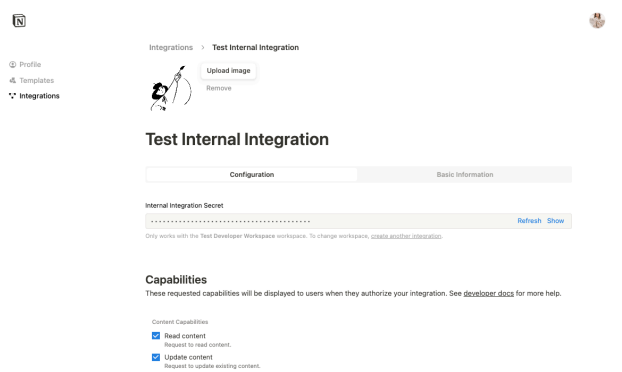 Integrations > Test Internal Integration
Profile
Templates
Integrations
Upload image
Remove
Test Internal Integration
Configuration
Basic Information
Internal Integration Secret
Refresh Show
Only works with the Test Developer Workspace workspace. To change workspace, create another integration.
Capabilities
These requested capabilities will be displayed to users when they authorize your integration. See developer docs for more help.
Content Capabilities
Read content
Request to read content.
Update content
Request to update existing content.